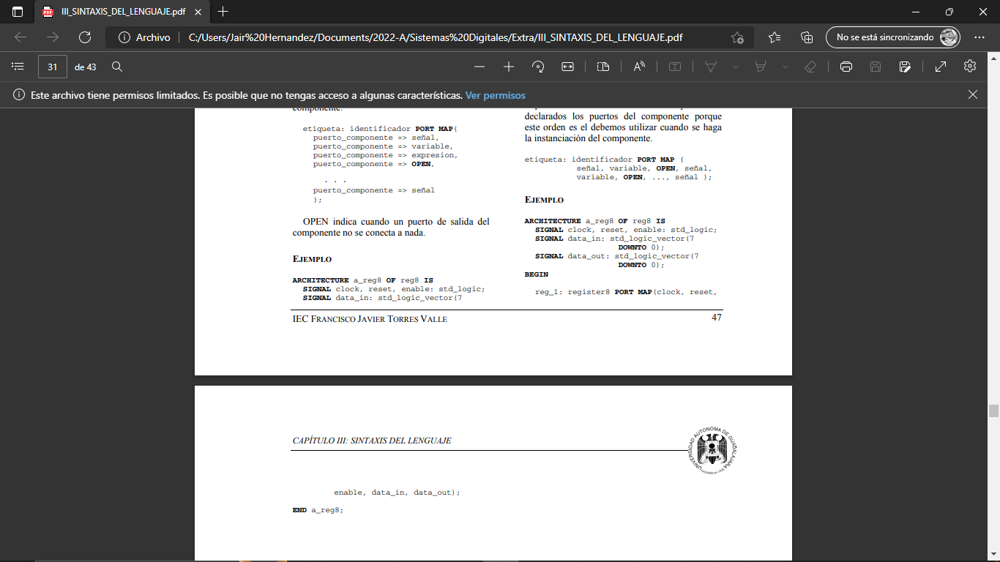 III_SINTAXIS_DEL_LENGUAJE.pdf
Archivo
C:/Users/Jair%20Hernandez/Documents/2022-A/Sistemas%20Digitales/Extra/III_SINTAXIS_DEL_LENGUAJE.pdf
No se está sincronizando
31 de 43
Este archivo tiene permisos limitados. Es posible que no tengas acceso a algunas características. Ver permisos
componente.
etiqueta: identificador PORT MAP(
puerto_componente => señal,
puerto_componente => variable,
puerto_componente => expresion,
puerto_componente => OPEN,
. . .
puerto_componente => señal
);
OPEN indica cuando un puerto de salida del
componente no se conecta a nada.
EJEMPLO
ARCHITECTURE a_reg8 OF reg8 IS
SIGNAL clock, reset, enable: std_logic;
SIGNAL data_in: std_logic_vector(7
declarados los puertos del componente porque
este orden es el debemos utilizar cuando se haga
la instanciación del componente.
etiqueta: identificador PORT MAP (
señal, variable, OPEN, señal,
variable, OPEN, ..., señal );
EJEMPLO
ARCHITECTURE a_reg8 OF reg8 IS
SIGNAL clock, reset, enable: std_logic;
SIGNAL data_in: std_logic_vector(7
DOWNTO 0);
SIGNAL data_out: std_logic_vector(7
DOWNTO 0);
BEGIN
reg_1: register8 PORT MAP(clock, reset,
IEC FRANCISCO JAVIER TORRES VALLE 47
CAPÍTULO III: SINTAXIS DEL LENGUAJE
UNIVERSIDAD AUTONOMA DE GUADALAJARA
enable, data_in, data_out);
END a_reg8;